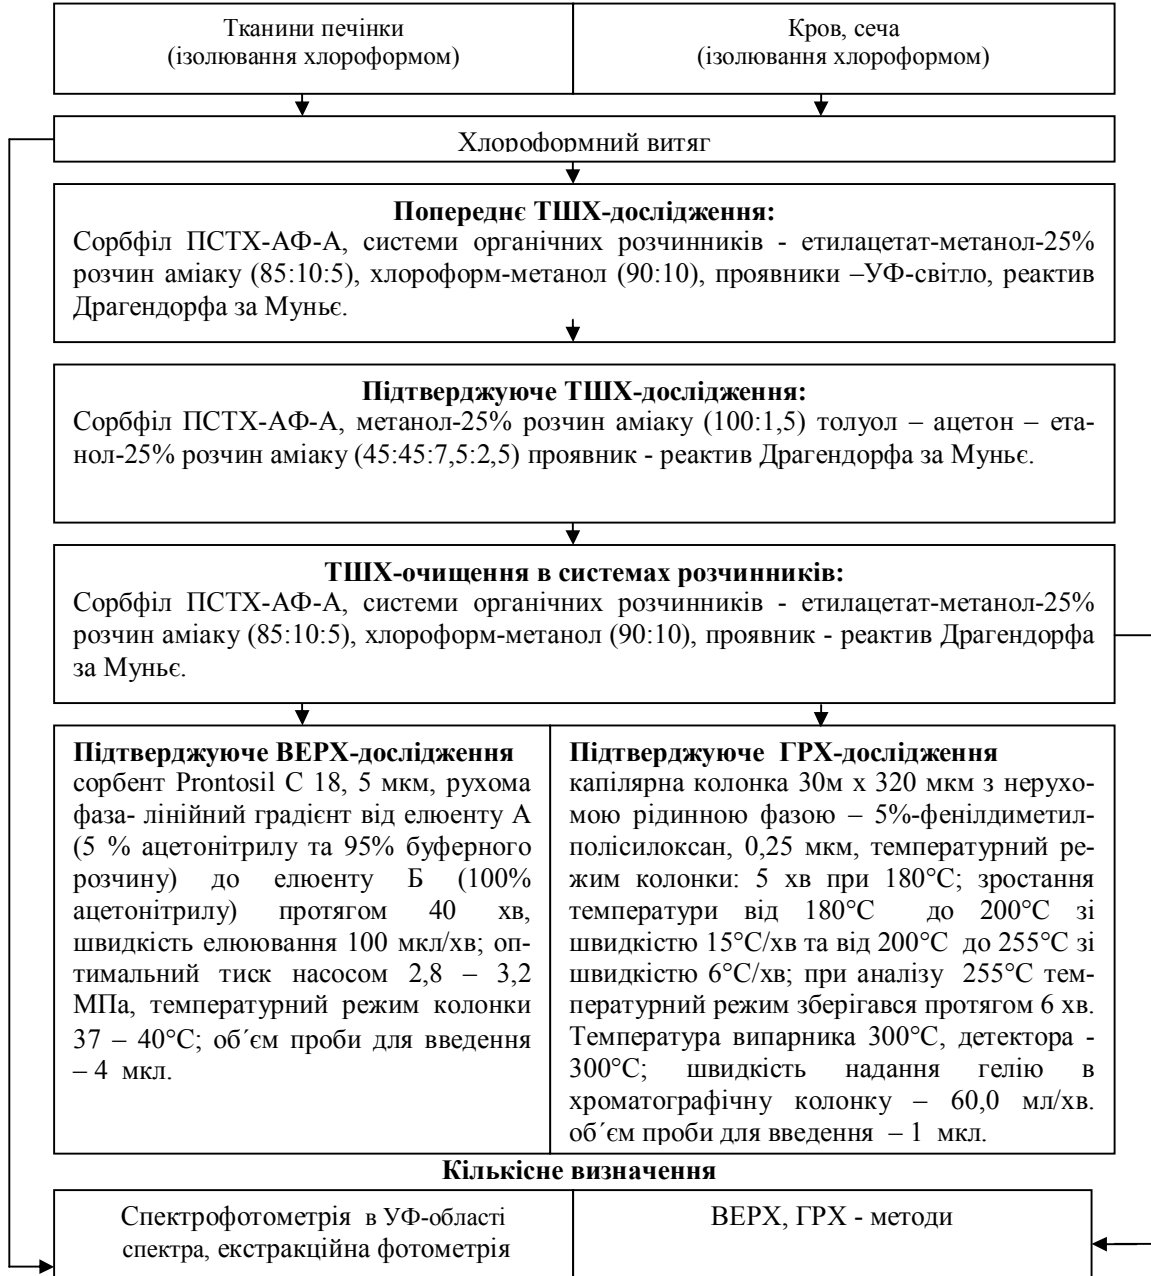 Тканини печінки
(ізолювання хлороформом)
Кров, сеча
(ізолювання хлороформом)
Хлороформний витяг
Попереднє ТШХ-дослідження:
Сорбфіл ПСТХ-АФ-А, системи органічних розчинників - етилацетат-метанол-25%
розчин аміаку (85:10:5), хлороформ-метанол (90:10), проявники –УФ-світло, реактив
Драгендорфа за Муньє.
Підтверджуюче ТШХ-дослідження:
Сорбфіл ПСТХ-АФ-А, метанол-25% розчин аміаку (100:1,5) толуол – ацетон – ета-
нол-25% розчин аміаку (45:45:7,5:2,5) проявник - реактив Драгендорфа за Муньє.
ТШХ-очищення в системах розчинників:
Сорбфіл ПСТХ-АФ-А, системи органічних розчинників - етилацетат-метанол-25%
розчин аміаку (85:10:5), хлороформ-метанол (90:10), проявник - реактив Драгендорфа
за Муньє.
Підтверджуюче ВЕРХ-дослідження
сорбент Prontosil C 18, 5 мкм, рухома
фаза- лінійний градієнт від елюенту А
(5 % ацетонітрилу та 95% буферного
розчину) до елюенту Б (100%
ацетонітрилу) протягом 40 хв,
швидкість елюювання 100 мкл/хв; оп-
тимальний тиск насосом 2,8 – 3,2
МПа, температурний режим колонки
37 – 40°С; об´єм проби для введення
– 4 мкл.
Підтверджуюче ГРХ-дослідження
капілярна колонка 30м х 320 мкм з нерухо-
мою рідинною фазою – 5%-фенілдиметил-
полісилоксан, 0,25 мкм, температурний ре-
жим колонки: 5 хв при 180°С; зростання
температури від 180°С до 200°С зі
швидкістю 15°С/хв та від 200°С до 255°С зі
швидкістю 6°С/хв; при аналізу 255°С тем-
пературний режим зберігався протягом 6 хв.
Температура випарника 300°С, детектора -
300°С; швидкість надання гелію в
хроматографічну колонку – 60,0 мл/хв.
об´єм проби для введення – 1 мкл.
Кількісне визначення
Спектрофотометрія в УФ-області
спектра, екстракційна фотометрія
ВЕРХ, ГРХ - методи